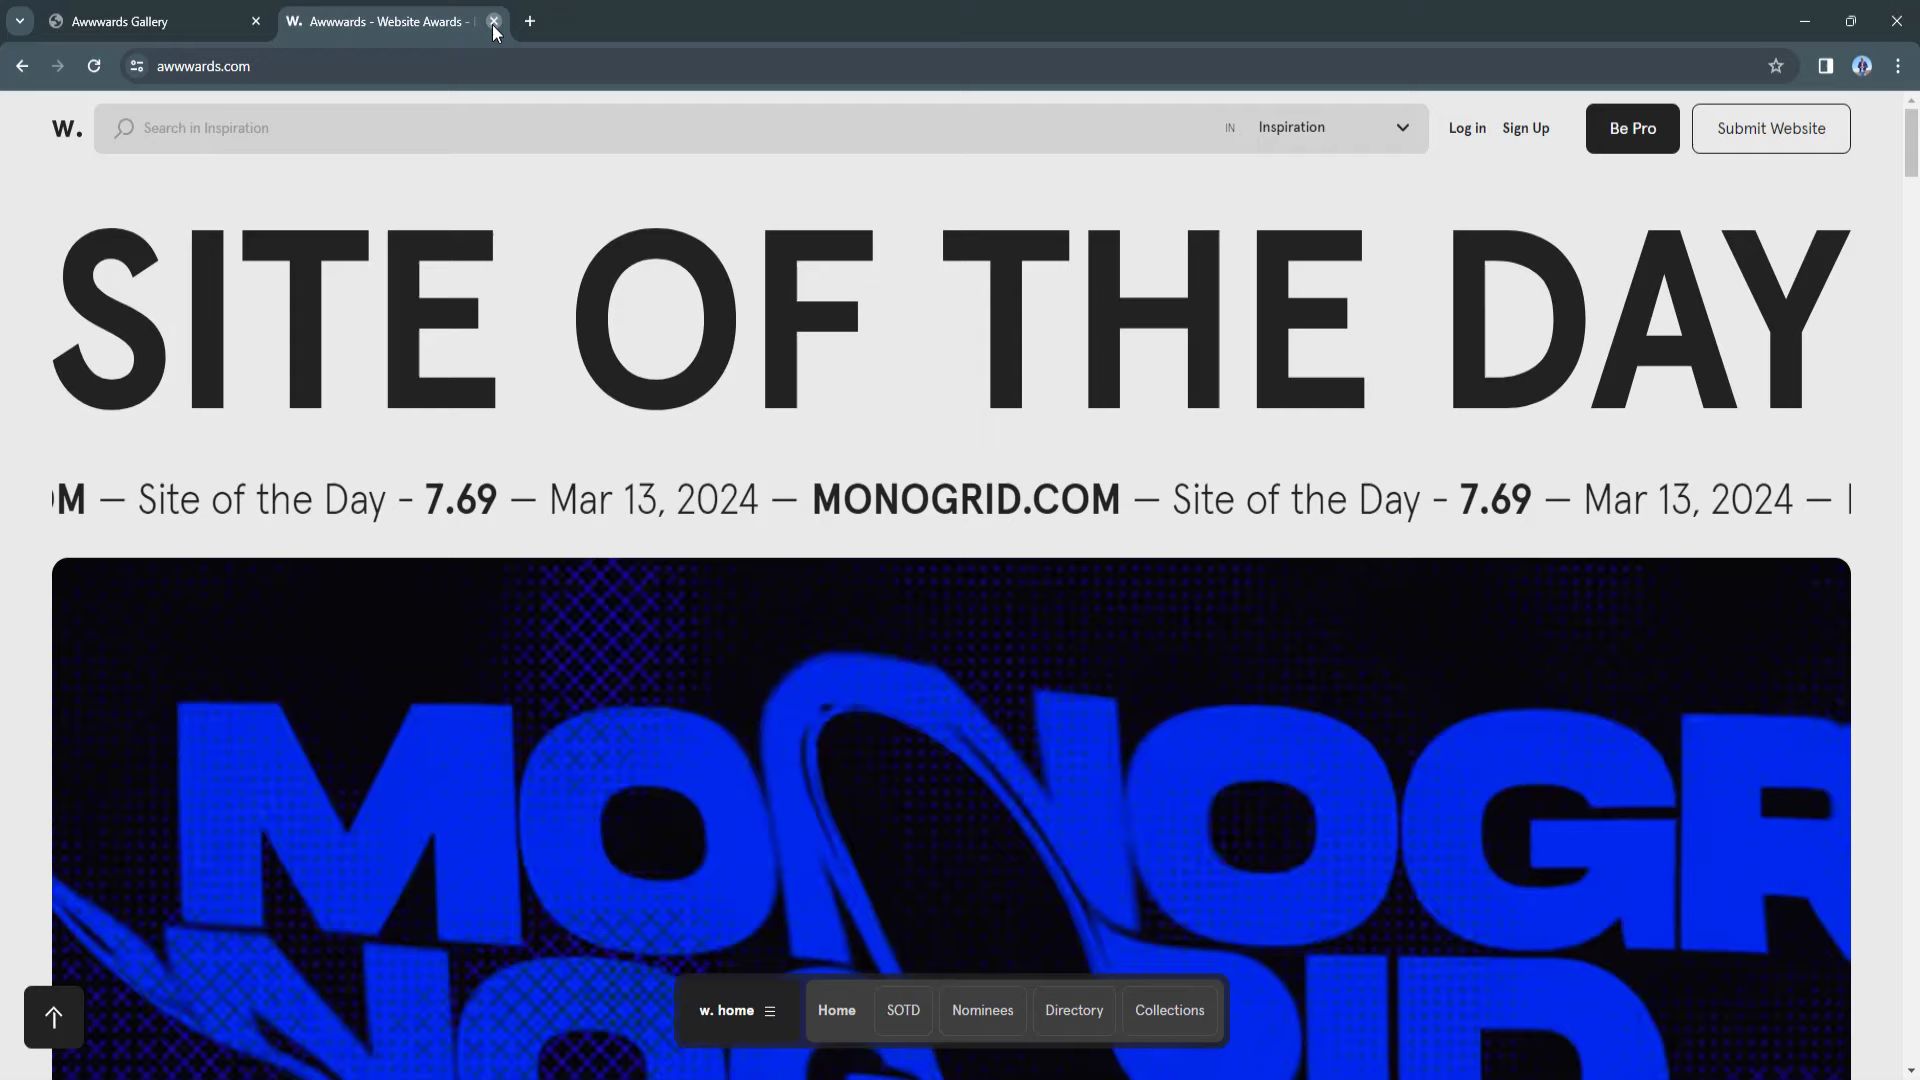 Awwwards Gallery
W. Awwwards - Website Awards -
awwwards.com
W. Search in Inspiration IN Inspiration Log in Sign Up Be Pro Submit Website
SITE OF THE DAY
OM — Site of the Day - 7.69 — Mar 13, 2024 — MONOGRID.COM — Site of the Day - 7.69 — Mar 13, 2024 —
MONOGR
w. home Home SOTD Nominees Directory Collections